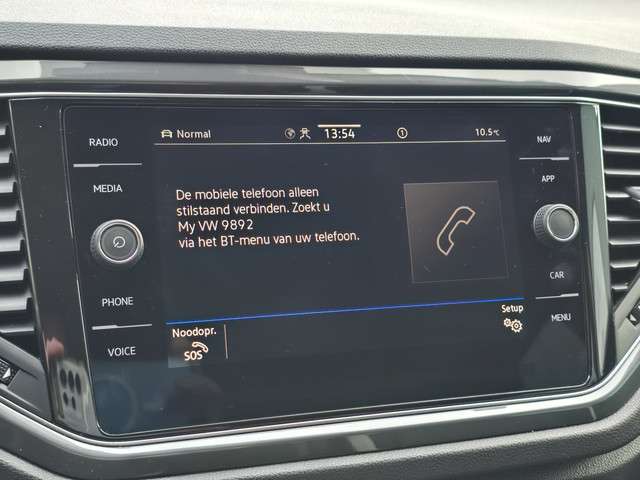 RADIO
MEDIA
PHONE
VOICE
Normal
13:54
1
10.5°C
De mobiele telefoon alleen
stilstaand verbinden. Zoekt u
My VW 9892
via het BT-menu van uw telefoon.
Noodopr.
SOS
Setup
NAV
APP
CAR
MENU